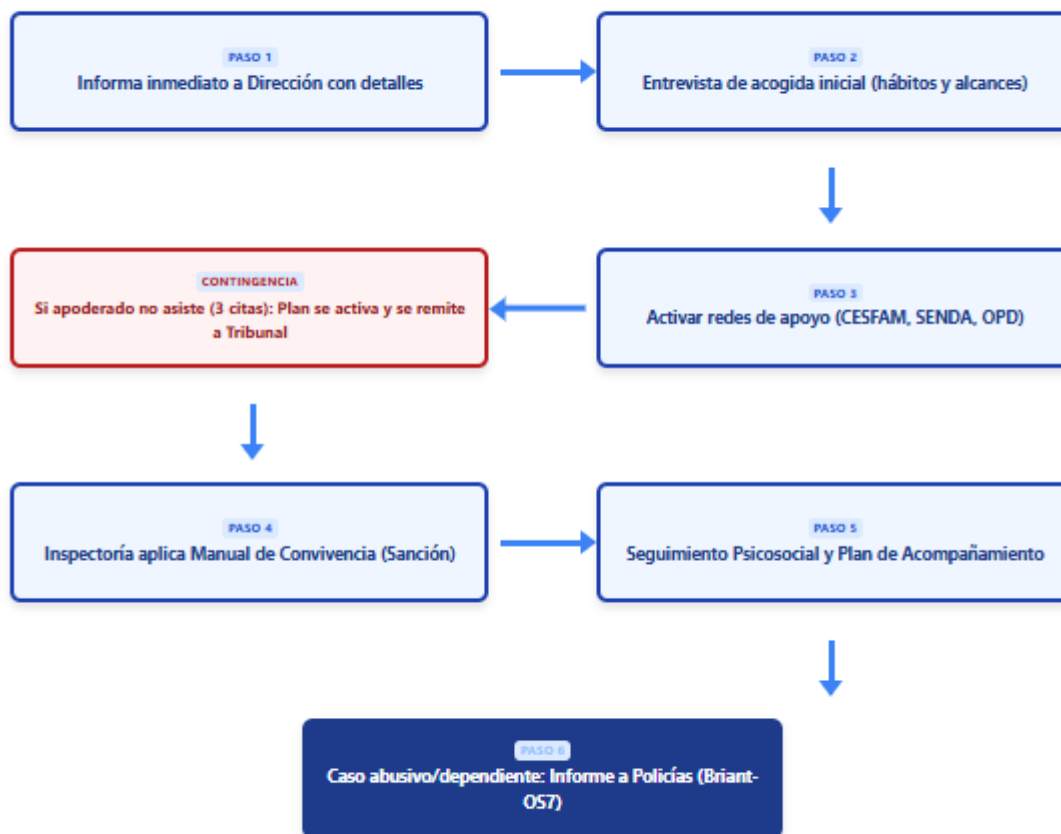 PASO 1
Informa inmediato a Dirección con detalles
PASO 2
Entrevista de acogida inicial (hábitos y alcances)
PASO 3
Activar redes de apoyo (CESFAM, SENDA, OPD)
CONTINGENCIA
Si apoderado no asiste (3 citas): Plan se activa y se remite
a Tribunal
PASO 4
Inspectoría aplica Manual de Convivencia (Sanción)
PASO 5
Seguimiento Psicosocial y Plan de Acompañamiento
PASO 6
Caso abusivo/dependiente: Informe a Policías (Briant-
OS7)